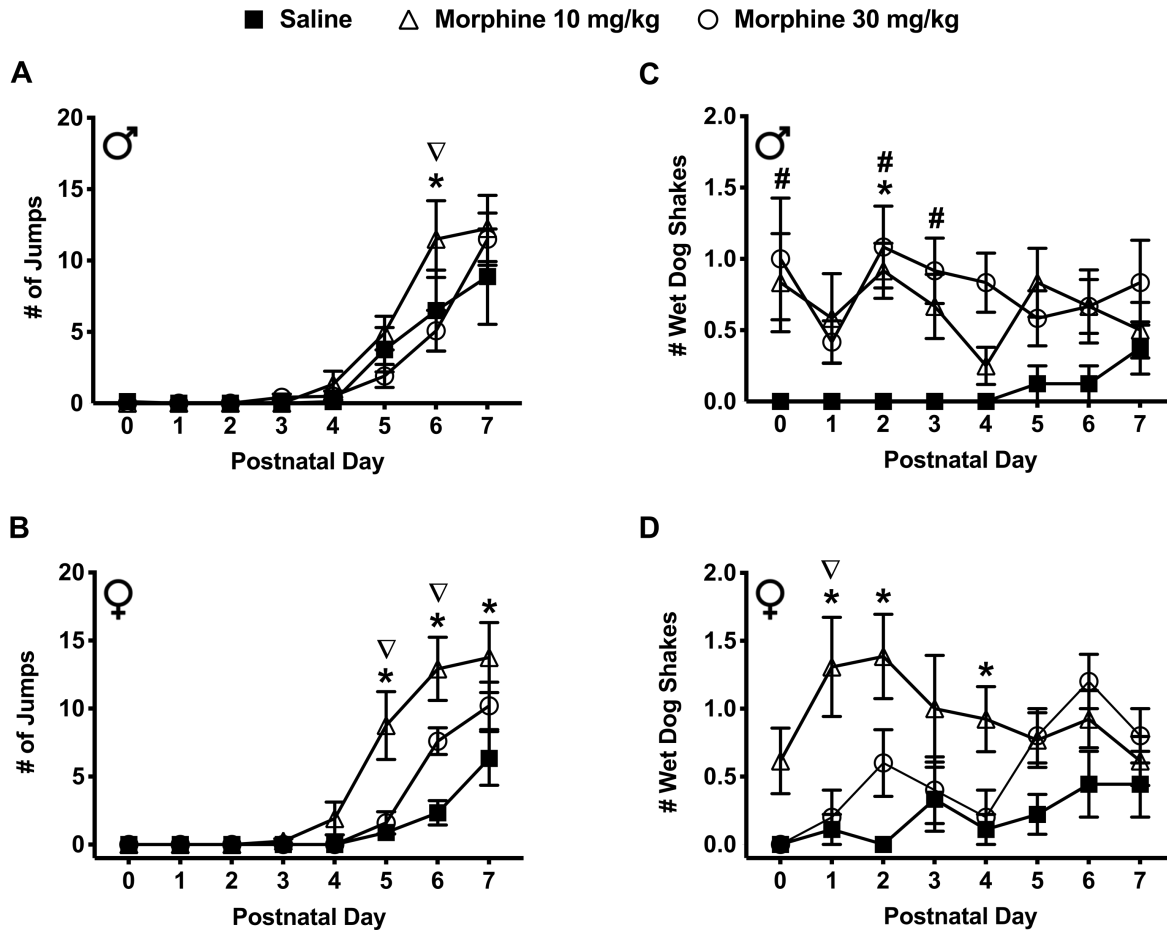 ■ Saline △ Morphine 10 mg/kg ○ Morphine 30 mg/kg
A
♂
# of Jumps
20
15
10
5
0
▽
*
0 1 2 3 4 5 6 7
Postnatal Day
C
♂
# Wet Dog Shakes
2.0
1.5
1.0
0.5
0.0
# # #
*
0 1 2 3 4 5 6 7
Postnatal Day
B
♀
# of Jumps
20
15
10
5
0
▽ ▽
* * *
0 1 2 3 4 5 6 7
Postnatal Day
D
♀
# Wet Dog Shakes
2.0
1.5
1.0
0.5
0.0
▽
* * *
0 1 2 3 4 5 6 7
Postnatal Day